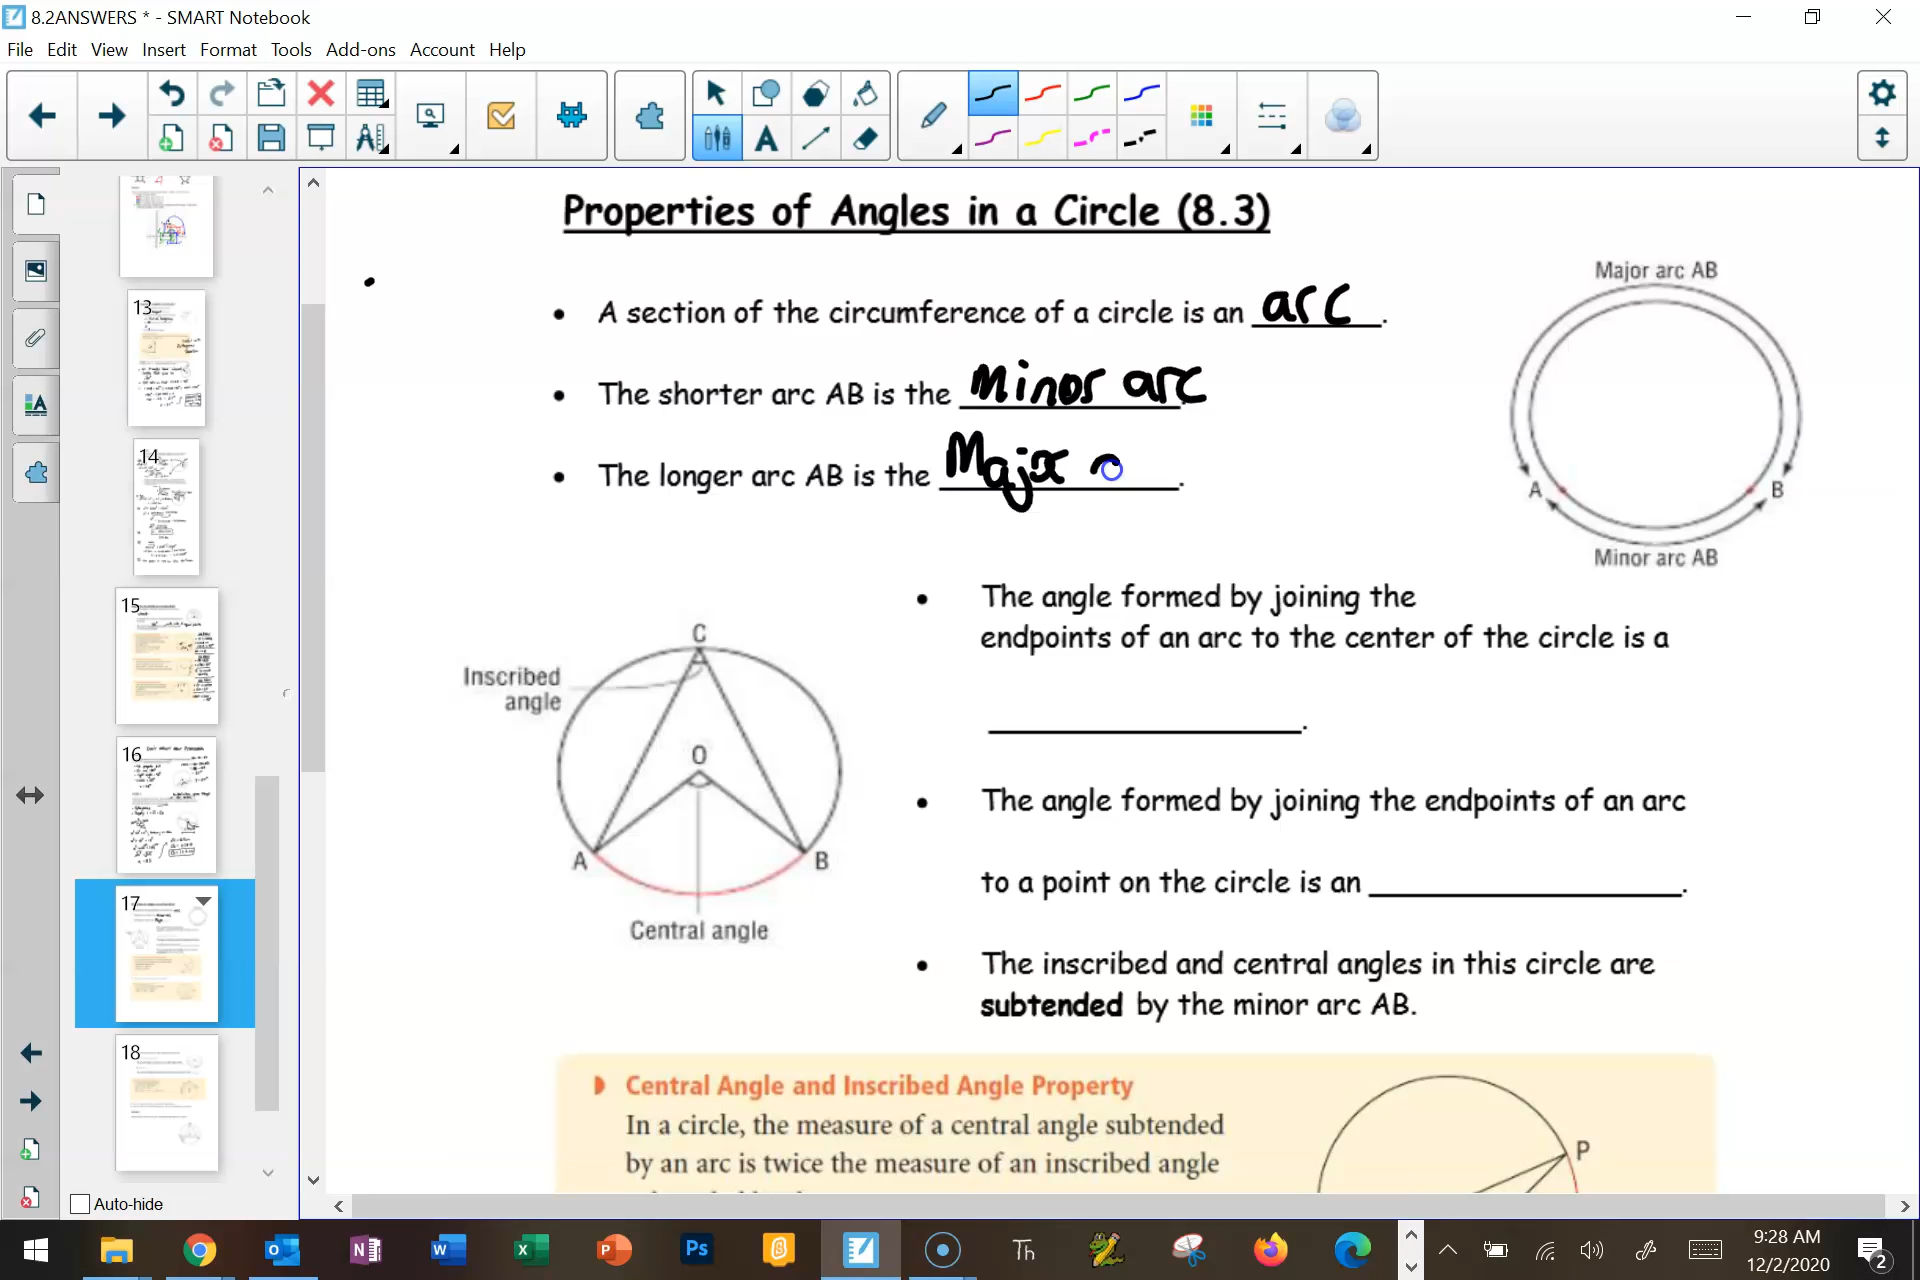 8.2ANSWERS * - SMART Notebook
File Edit View Insert Format Tools Add-ons Account Help
Properties of Angles in a Circle (8.3)
• A section of the circumference of a circle is an arc.
• The shorter arc AB is the Minor arc
• The longer arc AB is the Major .
Major arc AB
A
B
Minor arc AB
• The angle formed by joining the
endpoints of an arc to the center of the circle is a
.
C
Inscribed
angle
O
A
B
Central angle
• The angle formed by joining the endpoints of an arc
to a point on the circle is an .
• The inscribed and central angles in this circle are
subtended by the minor arc AB.
Central Angle and Inscribed Angle Property
In a circle, the measure of a central angle subtended
by an arc is twice the measure of an inscribed angle
P
13
14
15
16
17
18
Auto-hide
Th
9:28 AM
12/2/2020
2